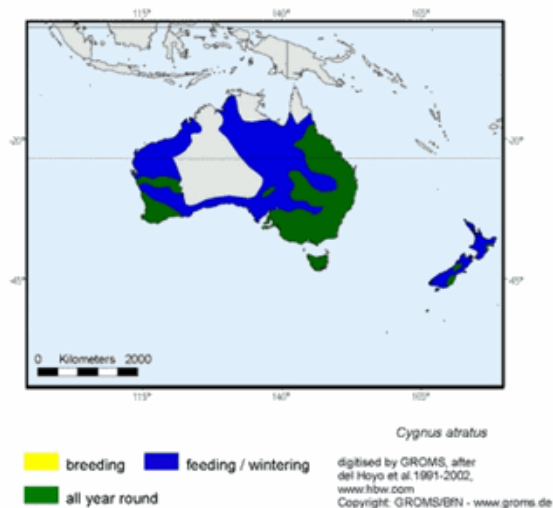 115° 140° 165°
-20° -20°
-45° -45°
0 Kilometers 2000
115° 140° 165°
Cygnus atratus
breeding
feeding / wintering
all year round
digitised by GROMS, after
del Hoyo et al.1991-2002,
www.hbw.com
Copyright: GROMS/BfN - www.groms.de